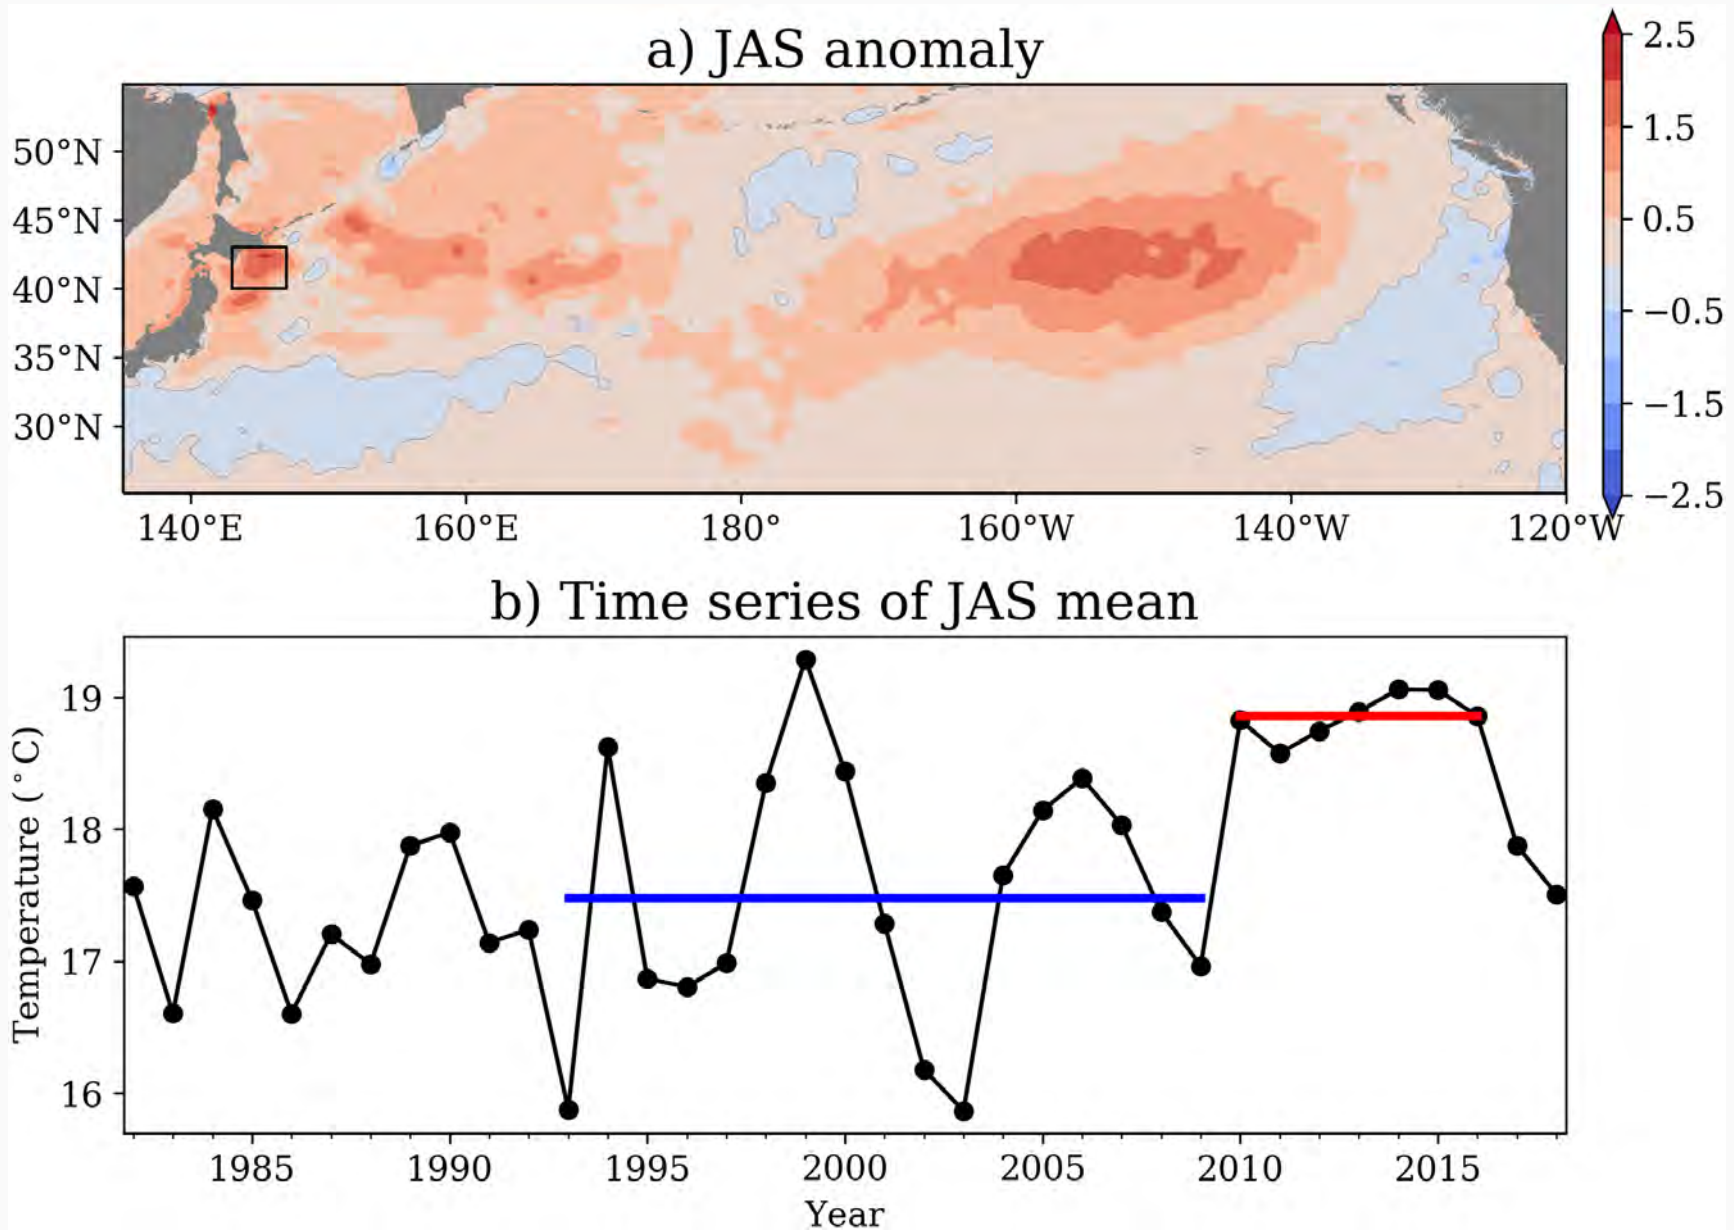 a) JAS anomaly
50°N
45°N
40°N
35°N
30°N
140°E 160°E 180° 160°W 140°W 120°W
2.5
1.5
0.5
−0.5
−1.5
−2.5
b) Time series of JAS mean
Temperature (°C)
19
18
17
16
1985 1990 1995 2000 2005 2010 2015
Year